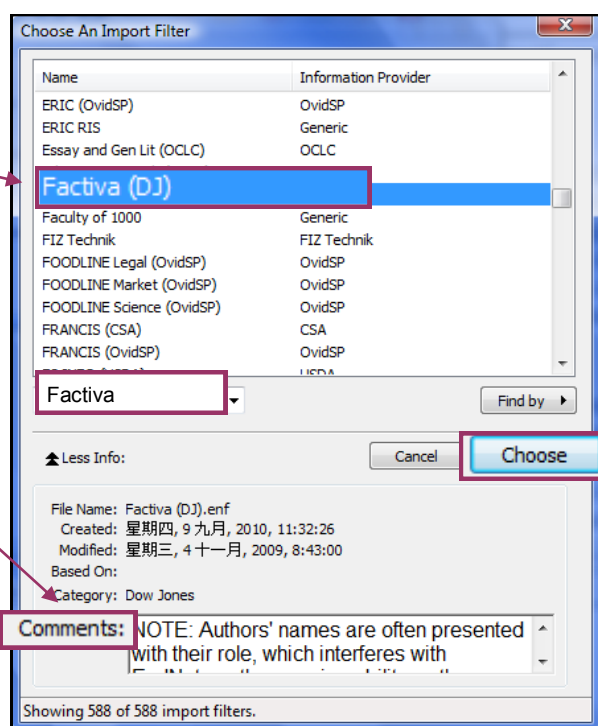 Choose An Import Filter
Name Information Provider
ERIC (OvidSP) OvidSP
ERIC RIS Generic
Essay and Gen Lit (OCLC) OCLC
Factiva (DJ)
Faculty of 1000 Generic
FIZ Technik FIZ Technik
FOODLINE Legal (OvidSP) OvidSP
FOODLINE Market (OvidSP) OvidSP
FOODLINE Science (OvidSP) OvidSP
FRANCIS (CSA) CSA
FRANCIS (OvidSP) OvidSP
USDA
Factiva
Find by
Less Info: Cancel Choose
File Name: Factiva (DJ).enf
Created: 星期四, 9 九月, 2010, 11:32:26
Modified: 星期三, 4 十一月, 2009, 8:43:00
Based On:
Category: Dow Jones
Comments: NOTE: Authors' names are often presented
with their role, which interferes with
Showing 588 of 588 import filters.